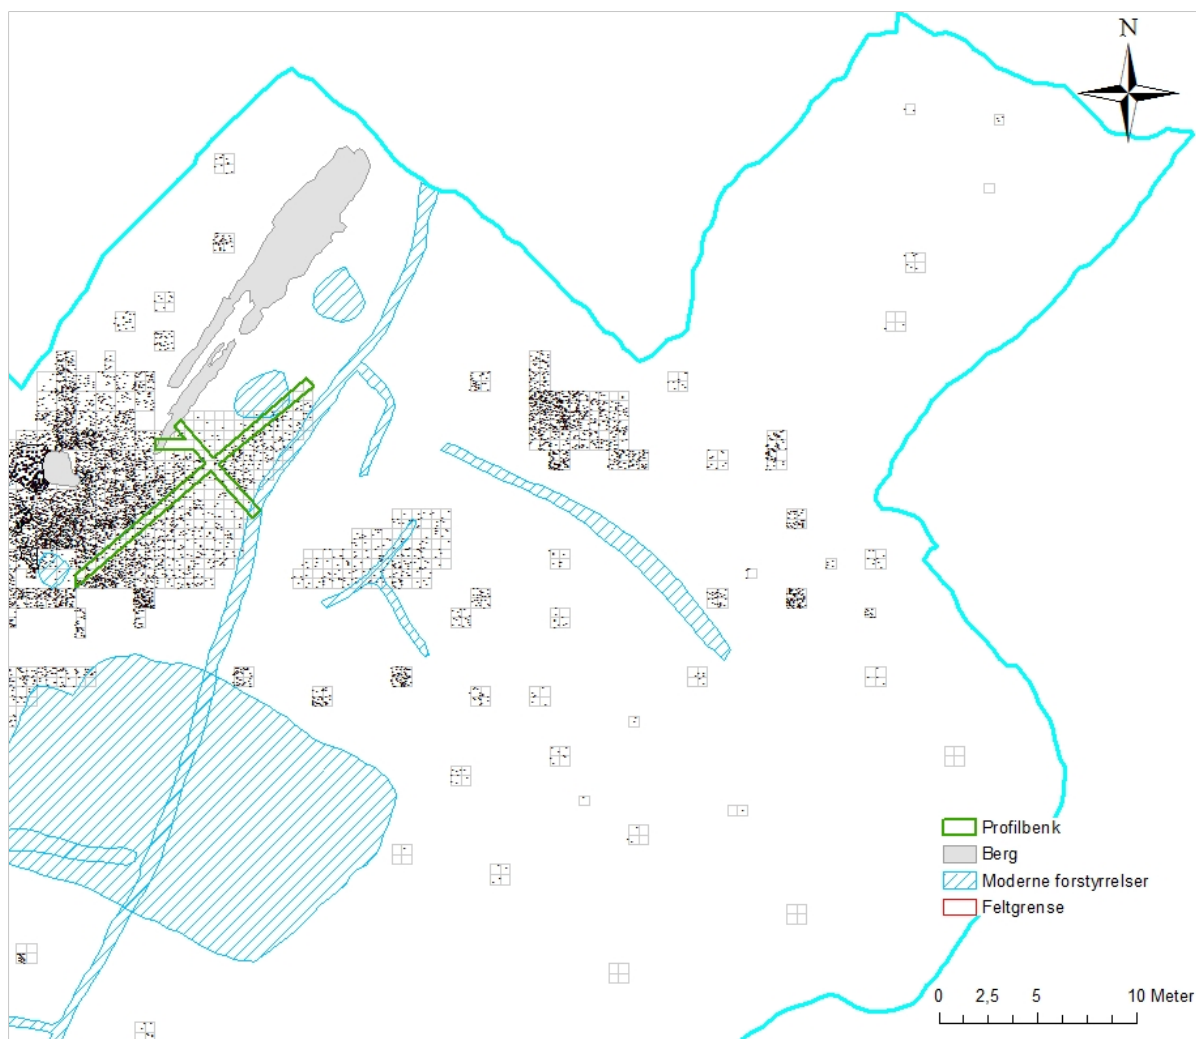 N
Profilbenk
Berg
Moderne forstyrrelser
Feltgrense
0 2,5 5 10 Meter